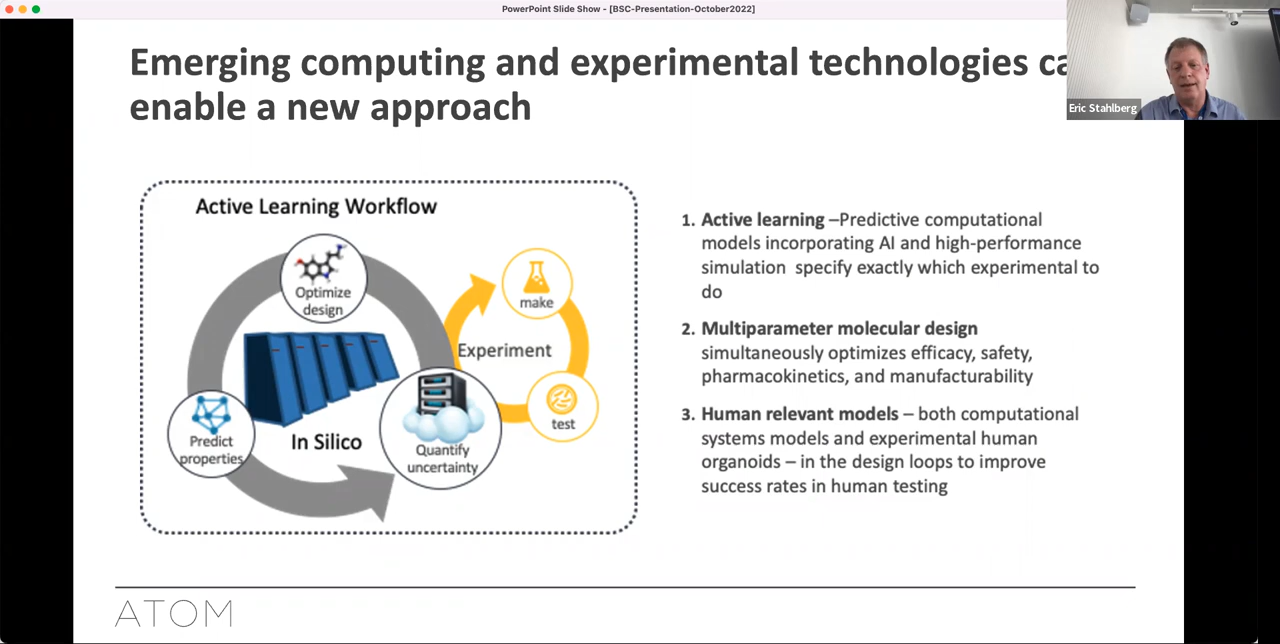 PowerPoint Slide Show - [BSC-Presentation-October2022]
Emerging computing and experimental technologies
enable a new approach
Eric Stahlberg
Active Learning Workflow
Optimize
design
make
Experiment
test
Predict
properties
In Silico
Quantify
uncertainty
1. Active learning –Predictive computational
models incorporating AI and high-performance
simulation specify exactly which experimental to
do
2. Multiparameter molecular design
simultaneously optimizes efficacy, safety,
pharmacokinetics, and manufacturability
3. Human relevant models – both computational
systems models and experimental human
organoids – in the design loops to improve
success rates in human testing
ATOM